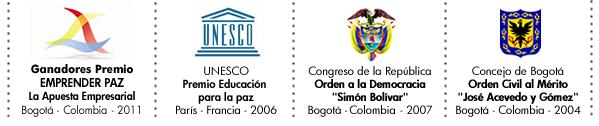 Ganadores Premio
EMPRENDER PAZ
La Apuesta Empresarial
Bogotá - Colombia - 2011
UNESCO
UNESCO
Premio Educación
para la paz
París - Francia - 2006
Congreso de la República
Orden a la Democracia
"Simón Bolívar"
Bogotá - Colombia - 2007
Concejo de Bogotá
Orden Civil al Mérito
"José Acevedo y Gómez"
Bogotá - Colombia - 2004